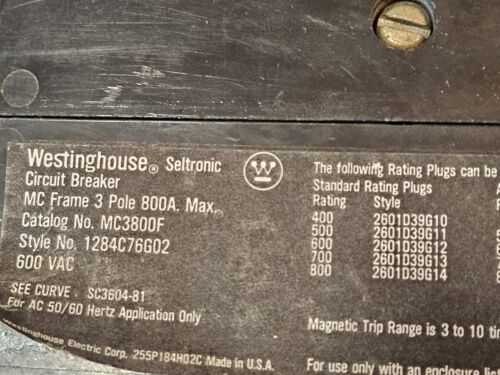 Westinghouse® Seltronic
Circuit Breaker
MC Frame 3 Pole 800A. Max.
Catalog No. MC3800F
Style No. 1284C76G02
600 VAC
SEE CURVE SC3604-81
For AC 50/60 Hertz Application Only
Westinghouse Electric Corp. 255P184H02C Made in U.S.A.
W
The following Rating Plugs can be
Standard Rating Plugs
Rating Style
400 2601D39G10
500 2601D39G11
600 2601D39G12
700 2601D39G13
800 2601D39G14
Magnetic Trip Range is 3 to 10 tim
For use only with an enclosure lis